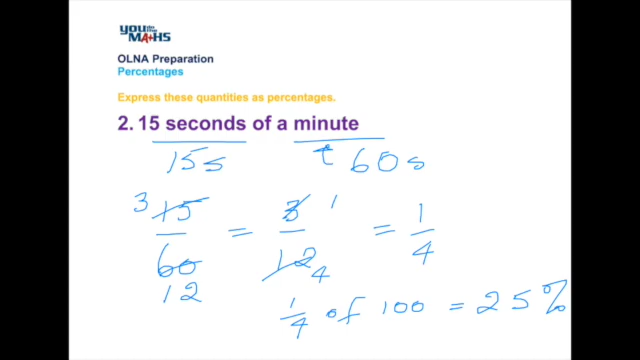 you do the
MATHS
OLNA Preparation
Percentages
Express these quantities as percentages.
2. 15 seconds of a minute
15s 60s
3 15/60 12 = 3/12 1 4 = 1/4
1/4 of 100 = 25%